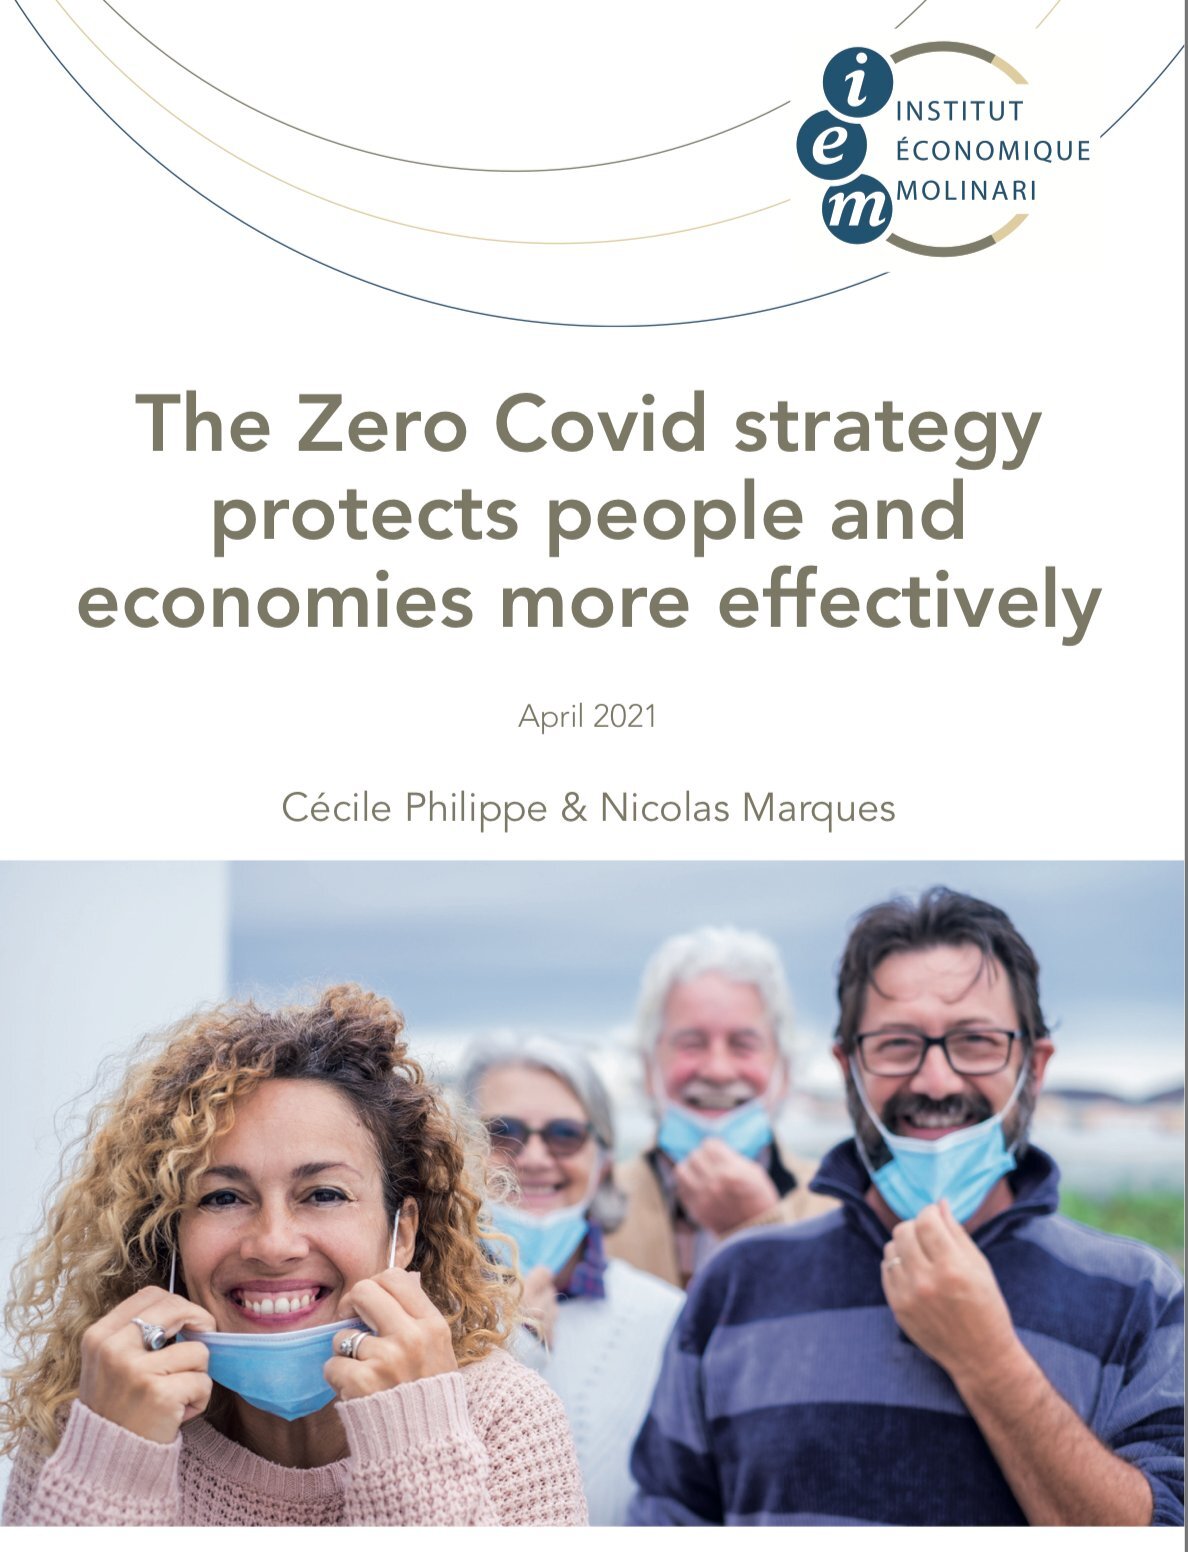 i
e
m
INSTITUT
ÉCONOMIQUE
MOLINARI
The Zero Covid strategy
protects people and
economies more effectively
April 2021
Cécile Philippe & Nicolas Marques